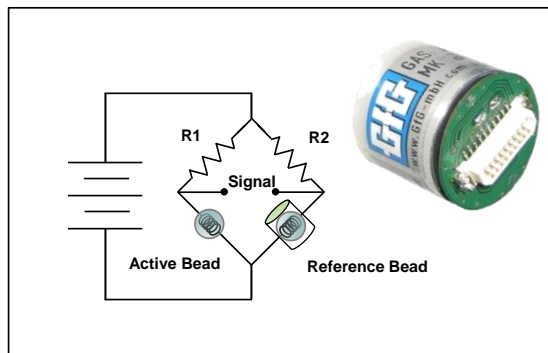 R1
R2
Signal
Active Bead
Reference Bead
GAS
MK
GfG
www.GfG-mbH.com